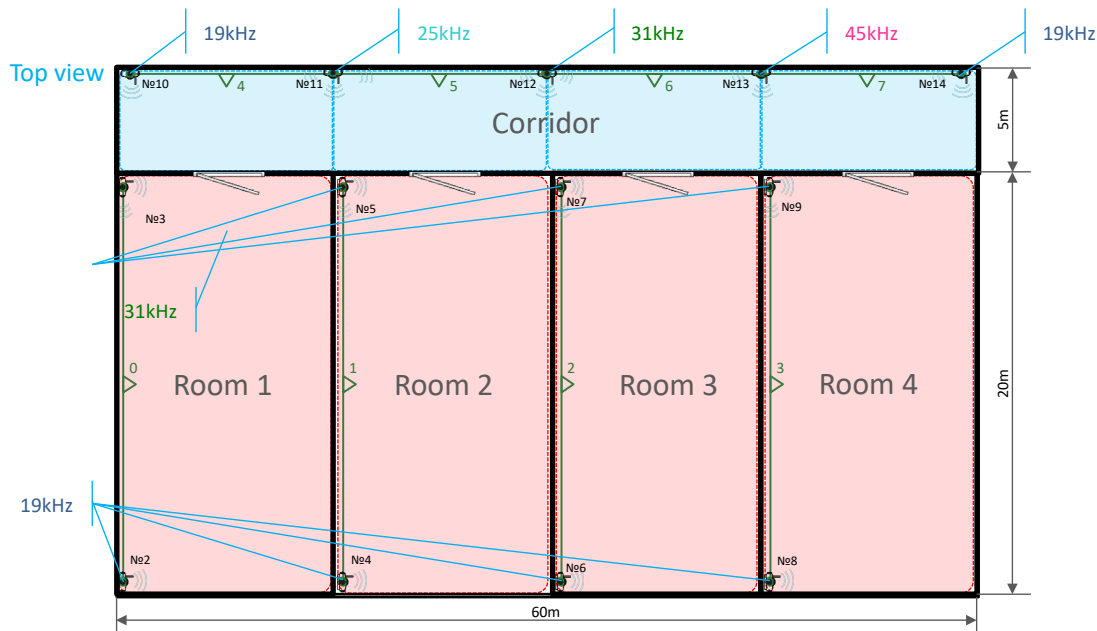 19kHz
25kHz
31kHz
45kHz
19kHz
Top view
№10
4
№11
5
№12
6
№13
7
№14
Corridor
5m
№3
№5
№7
№9
31kHz
0
1
2
3
Room 1
Room 2
Room 3
Room 4
20m
19kHz
№2
№4
№6
№8
60m